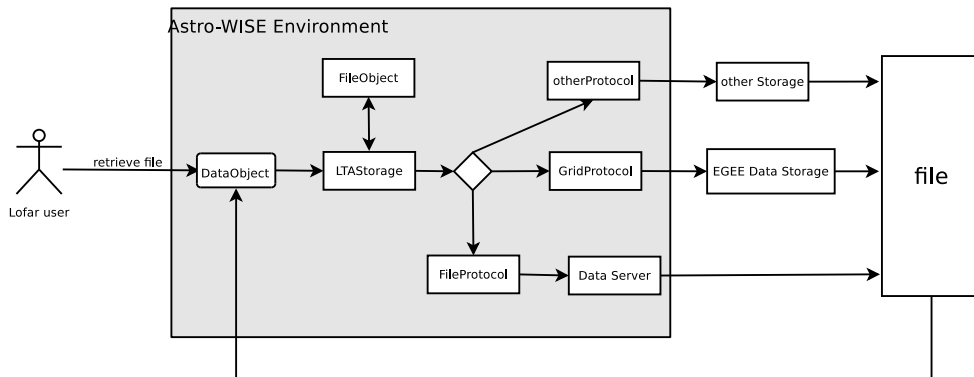 Astro-WISE Environment
FileObject
otherProtocol
other Storage
retrieve file
DataObject
LTAStorage
GridProtocol
EGEE Data Storage
file
Lofar user
FileProtocol
Data Server